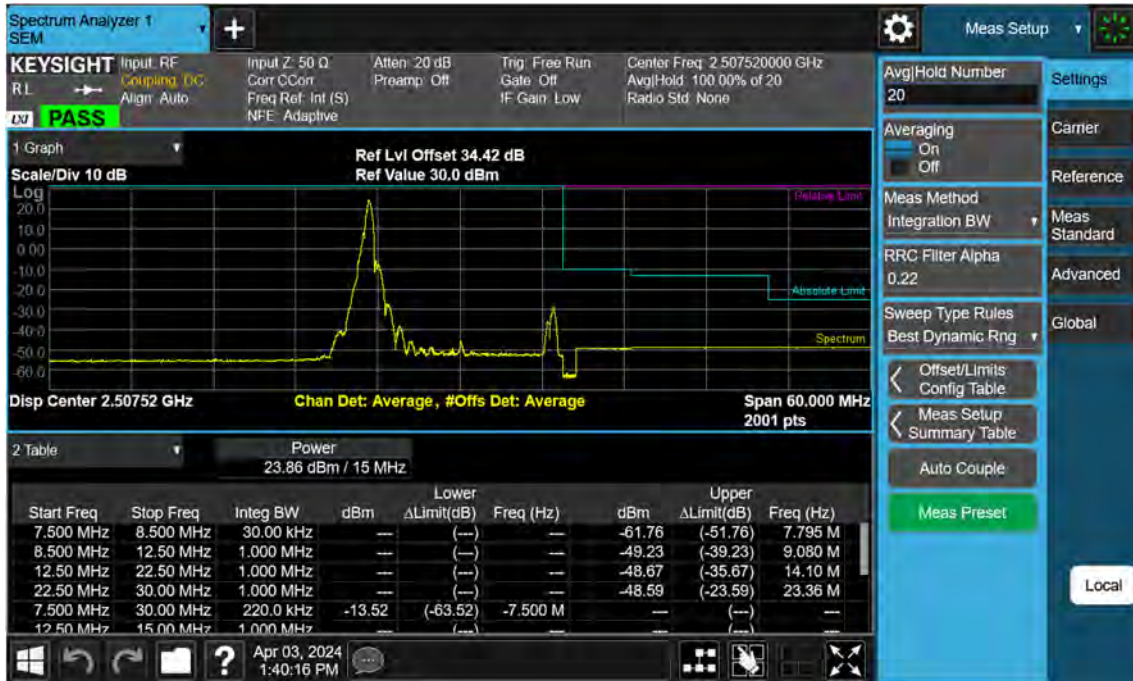 Spectrum Analyzer 1
SEM
+
Meas Setup
KEYSIGHT
Input: RF
Coupling: DC
Align: Auto
RL
LXI
PASS
Input Z: 50 Ω
Corr CCorr
Freq Ref: Int (S)
NFE: Adaptive
Atten: 20 dB
Preamp: Off
Trig: Free Run
Gate: Off
IF Gain: Low
Center Freq: 2.507520000 GHz
Avg|Hold: 100.00% of 20
Radio Std: None
1 Graph
Scale/Div 10 dB
Ref Lvl Offset 34.42 dB
Ref Value 30.0 dBm
Log
20.0
10.0
0.00
-10.0
-20.0
-30.0
-40.0
-50.0
-60.0
Relative Limit
Absolute Limit
Spectrum
Disp Center 2.50752 GHz
Chan Det: Average, #Offs Det: Average
Span 60.000 MHz
2001 pts
2 Table
Power
23.86 dBm / 15 MHz
Lower Upper
Start Freq Stop Freq Integ BW dBm ΔLimit(dB) Freq (Hz) dBm ΔLimit(dB) Freq (Hz)
7.500 MHz 8.500 MHz 30.00 kHz --- (---) --- -61.76 (-51.76) 7.795 M
8.500 MHz 12.50 MHz 1.000 MHz --- (---) --- -49.23 (-39.23) 9.080 M
12.50 MHz 22.50 MHz 1.000 MHz --- (---) --- -48.67 (-35.67) 14.10 M
22.50 MHz 30.00 MHz 1.000 MHz --- (---) --- -48.59 (-23.59) 23.36 M
7.500 MHz 30.00 MHz 220.0 kHz -13.52 (-63.52) -7.500 M --- (---) ---
12.50 MHz 15.00 MHz 1.000 MHz --- (---) --- --- (---) ---
?
Apr 03, 2024
1:40:16 PM
Avg|Hold Number
20
Averaging
On
Off
Meas Method
Integration BW
RRC Filter Alpha
0.22
Sweep Type Rules
Best Dynamic Rng
Offset/Limits
Config Table
Meas Setup
Summary Table
Auto Couple
Meas Preset
Settings
Carrier
Reference
Meas
Standard
Advanced
Global
Local